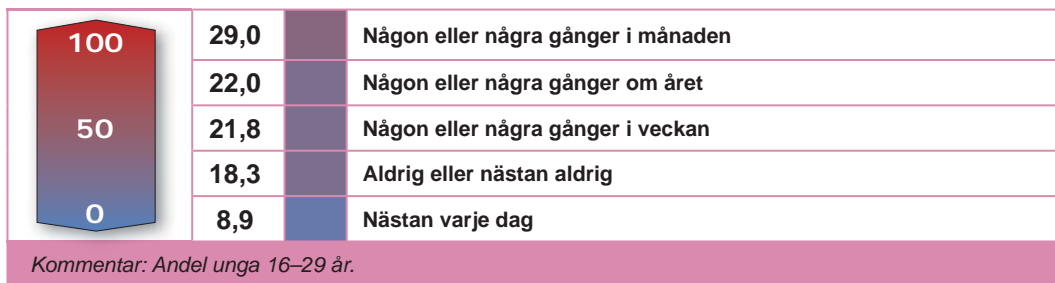 100
50
0
29,0 Någon eller några gånger i månaden
22,0 Någon eller några gånger om året
21,8 Någon eller några gånger i veckan
18,3 Aldrig eller nästan aldrig
8,9 Nästan varje dag
Kommentar: Andel unga 16–29 år.